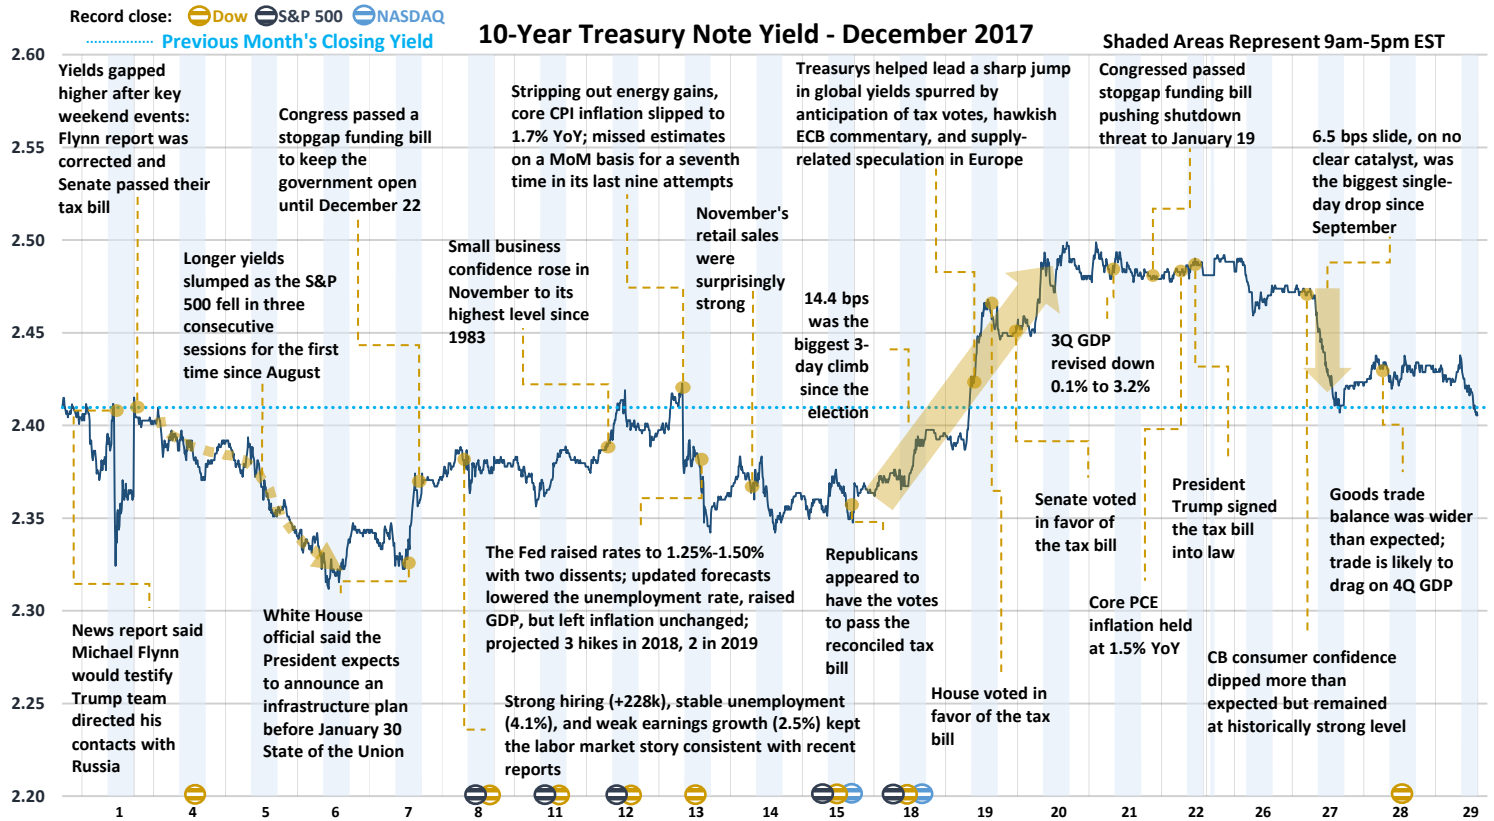 Record close: Dow S&P 500 NASDAQ
Previous Month's Closing Yield
10-Year Treasury Note Yield - December 2017
Shaded Areas Represent 9am-5pm EST
2.60
2.55
2.50
2.45
2.40
2.35
2.30
2.25
2.20
Yields gapped
higher after key
weekend events:
Flynn report was
corrected and
Senate passed their
tax bill
Longer yields
slumped as the S&P
500 fell in three
consecutive
sessions for the first
time since August
Congress passed a
stopgap funding bill
to keep the
government open
until December 22
Small business
confidence rose in
November to its
highest level since
1983
Stripping out energy gains,
core CPI inflation slipped to
1.7% YoY; missed estimates
on a MoM basis for a seventh
time in its last nine attempts
November's
retail sales
were
surprisingly
strong
Treasurys helped lead a sharp jump
in global yields spurred by
anticipation of tax votes, hawkish
ECB commentary, and supply-
related speculation in Europe
14.4 bps
was the
biggest 3-
day climb
since the
election
Congressed passed
stopgap funding bill
pushing shutdown
threat to January 19
6.5 bps slide, on no
clear catalyst, was
the biggest single-
day drop since
September
3Q GDP
revised down
0.1% to 3.2%
News report said
Michael Flynn
would testify
Trump team
directed his
contacts with
Russia
White House
official said the
President expects
to announce an
infrastructure plan
before January 30
State of the Union
The Fed raised rates to 1.25%-1.50%
with two dissents; updated forecasts
lowered the unemployment rate, raised
GDP, but left inflation unchanged;
projected 3 hikes in 2018, 2 in 2019
Strong hiring (+228k), stable unemployment
(4.1%), and weak earnings growth (2.5%) kept
the labor market story consistent with recent
reports
Republicans
appeared to
have the votes
to pass the
reconciled tax
bill
House voted in
favor of the tax
bill
Senate voted
in favor of
the tax bill
Core PCE
inflation held
at 1.5% YoY
President
Trump signed
the tax bill
into law
CB consumer confidence
dipped more than
expected but remained
at historically strong level
Goods trade
balance was wider
than expected;
trade is likely to
drag on 4Q GDP
1 4 5 6 7 8 11 12 13 14 15 18 19 20 21 22 26 27 28 29